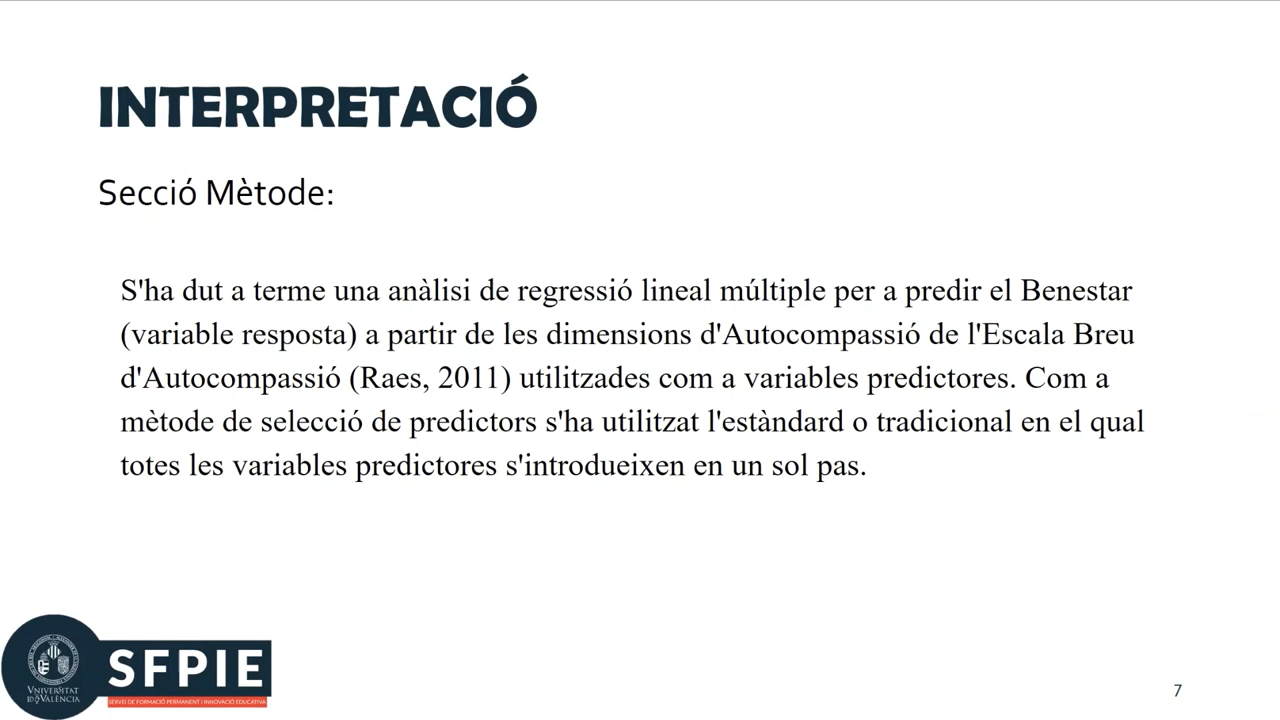 INTERPRETACIÓ
Secció Mètode:
S'ha dut a terme una anàlisi de regressió lineal múltiple per a predir el Benestar
(variable resposta) a partir de les dimensions d'Autocompassió de l'Escala Breu
d'Autocompassió (Raes, 2011) utilitzades com a variables predictores. Com a
mètode de selecció de predictors s'ha utilitzat l'estàndard o tradicional en el qual
totes les variables predictores s'introdueixen en un sol pas.
VNIVERSITAT
ID VALÈNCIA
SFPIE
SERVEI DE FORMACIÓ PERMANENT I INNOVACIÓ EDUCATIVA
7